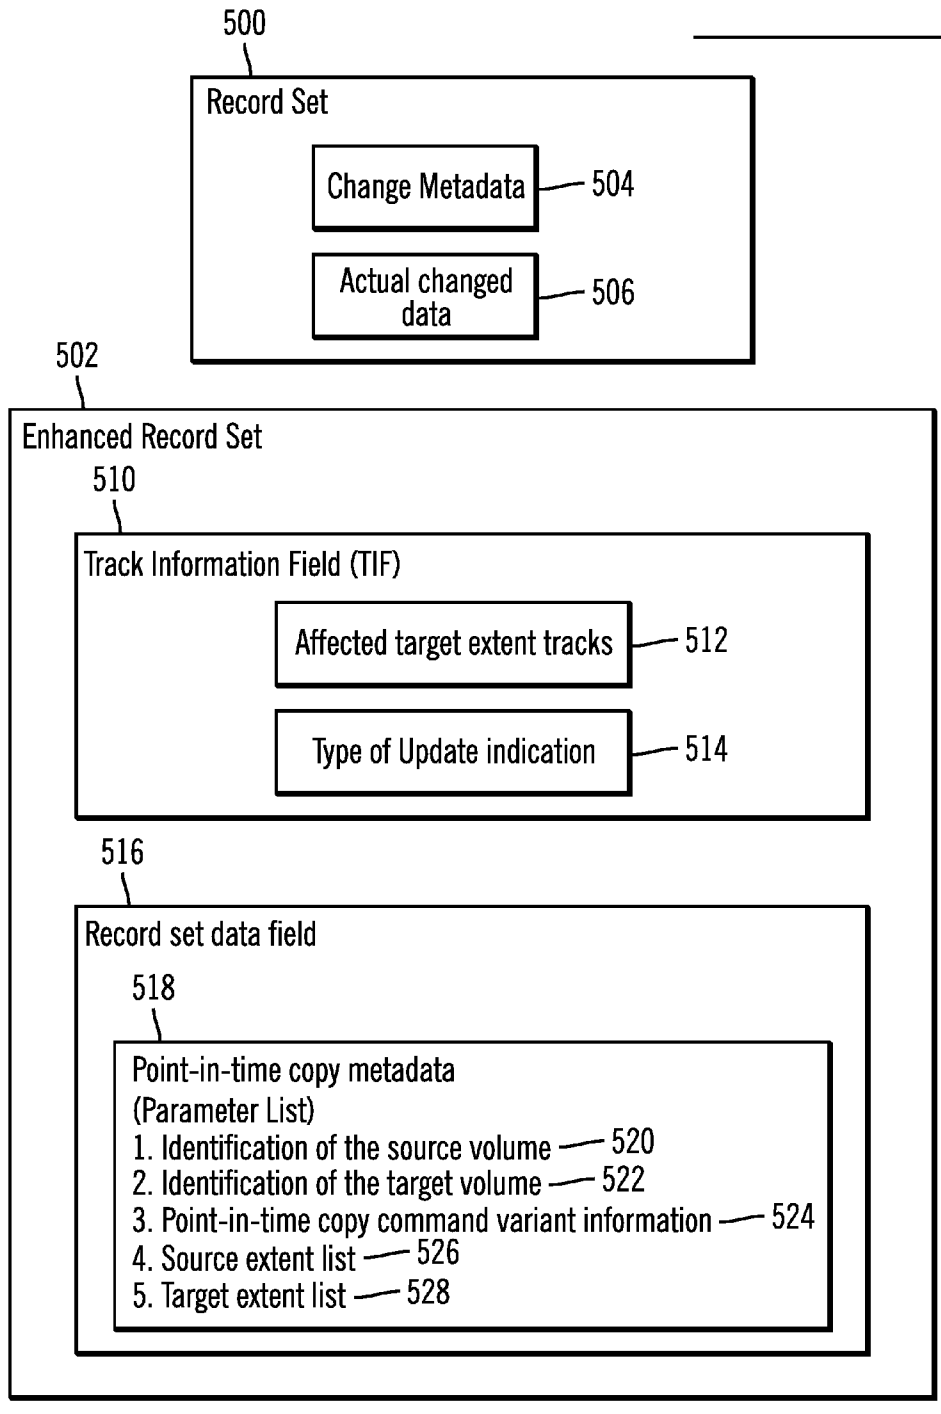 500
Record Set
Change Metadata
504
Actual changed
data
506
502
Enhanced Record Set
510
Track Information Field (TIF)
Affected target extent tracks
512
Type of Update indication
514
516
Record set data field
518
Point-in-time copy metadata
(Parameter List)
1. Identification of the source volume 520
2. Identification of the target volume 522
3. Point-in-time copy command variant information 524
4. Source extent list 526
5. Target extent list 528